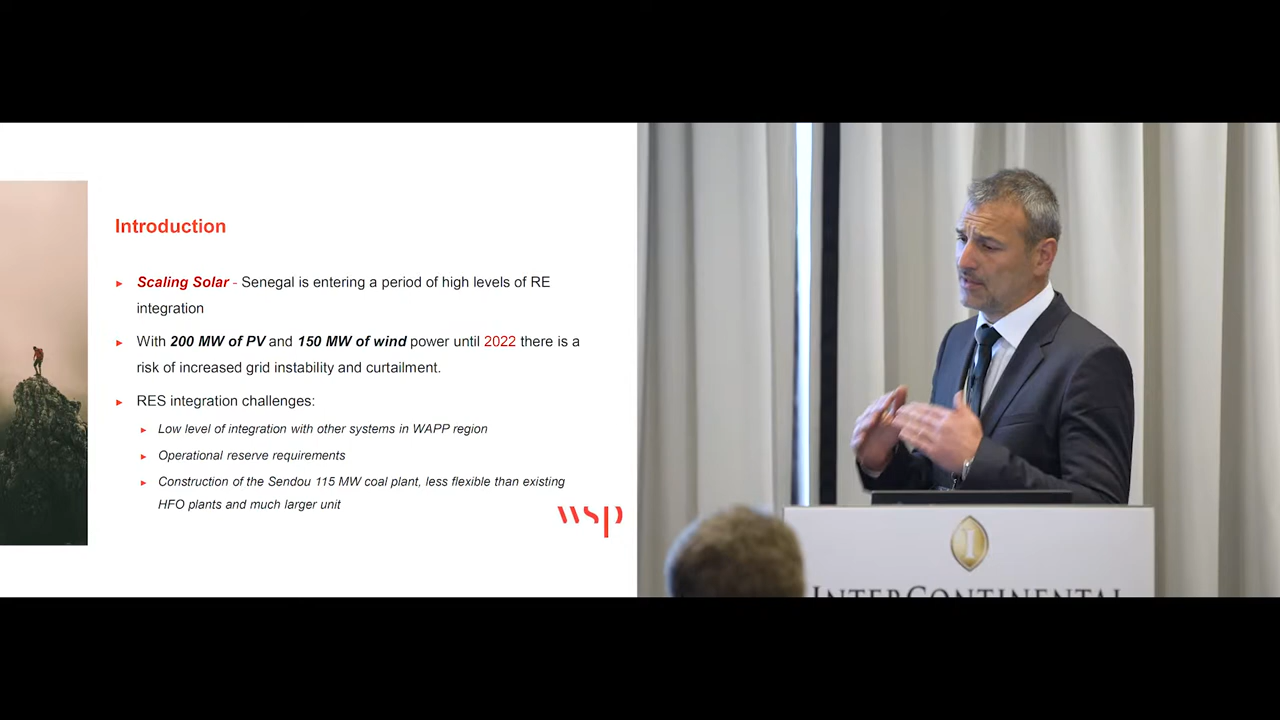 Introduction
► Scaling Solar - Senegal is entering a period of high levels of RE
integration
► With 200 MW of PV and 150 MW of wind power until 2022 there is a
risk of increased grid instability and curtailment.
► RES integration challenges:
► Low level of integration with other systems in WAPP region
► Operational reserve requirements
► Construction of the Sendou 115 MW coal plant, less flexible than existing
HFO plants and much larger unit
wsp
I
INTERCONTINENTAL